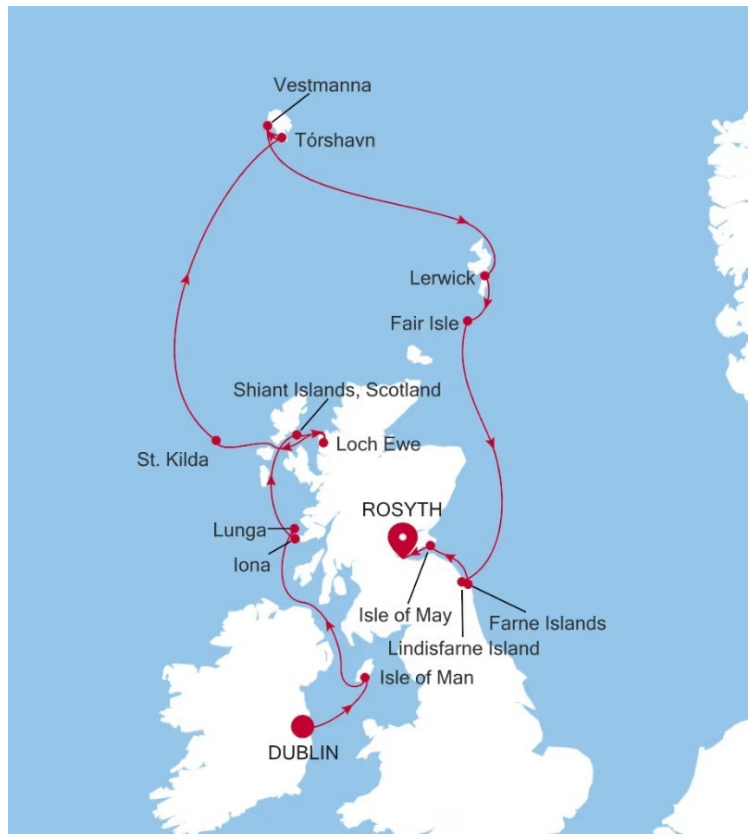 Vestmanna
Tórshavn
Lerwick
Fair Isle
Shiant Islands, Scotland
Loch Ewe
St. Kilda
ROSYTH
Lunga
Iona
Isle of May
Farne Islands
Lindisfarne Island
Isle of Man
DUBLIN